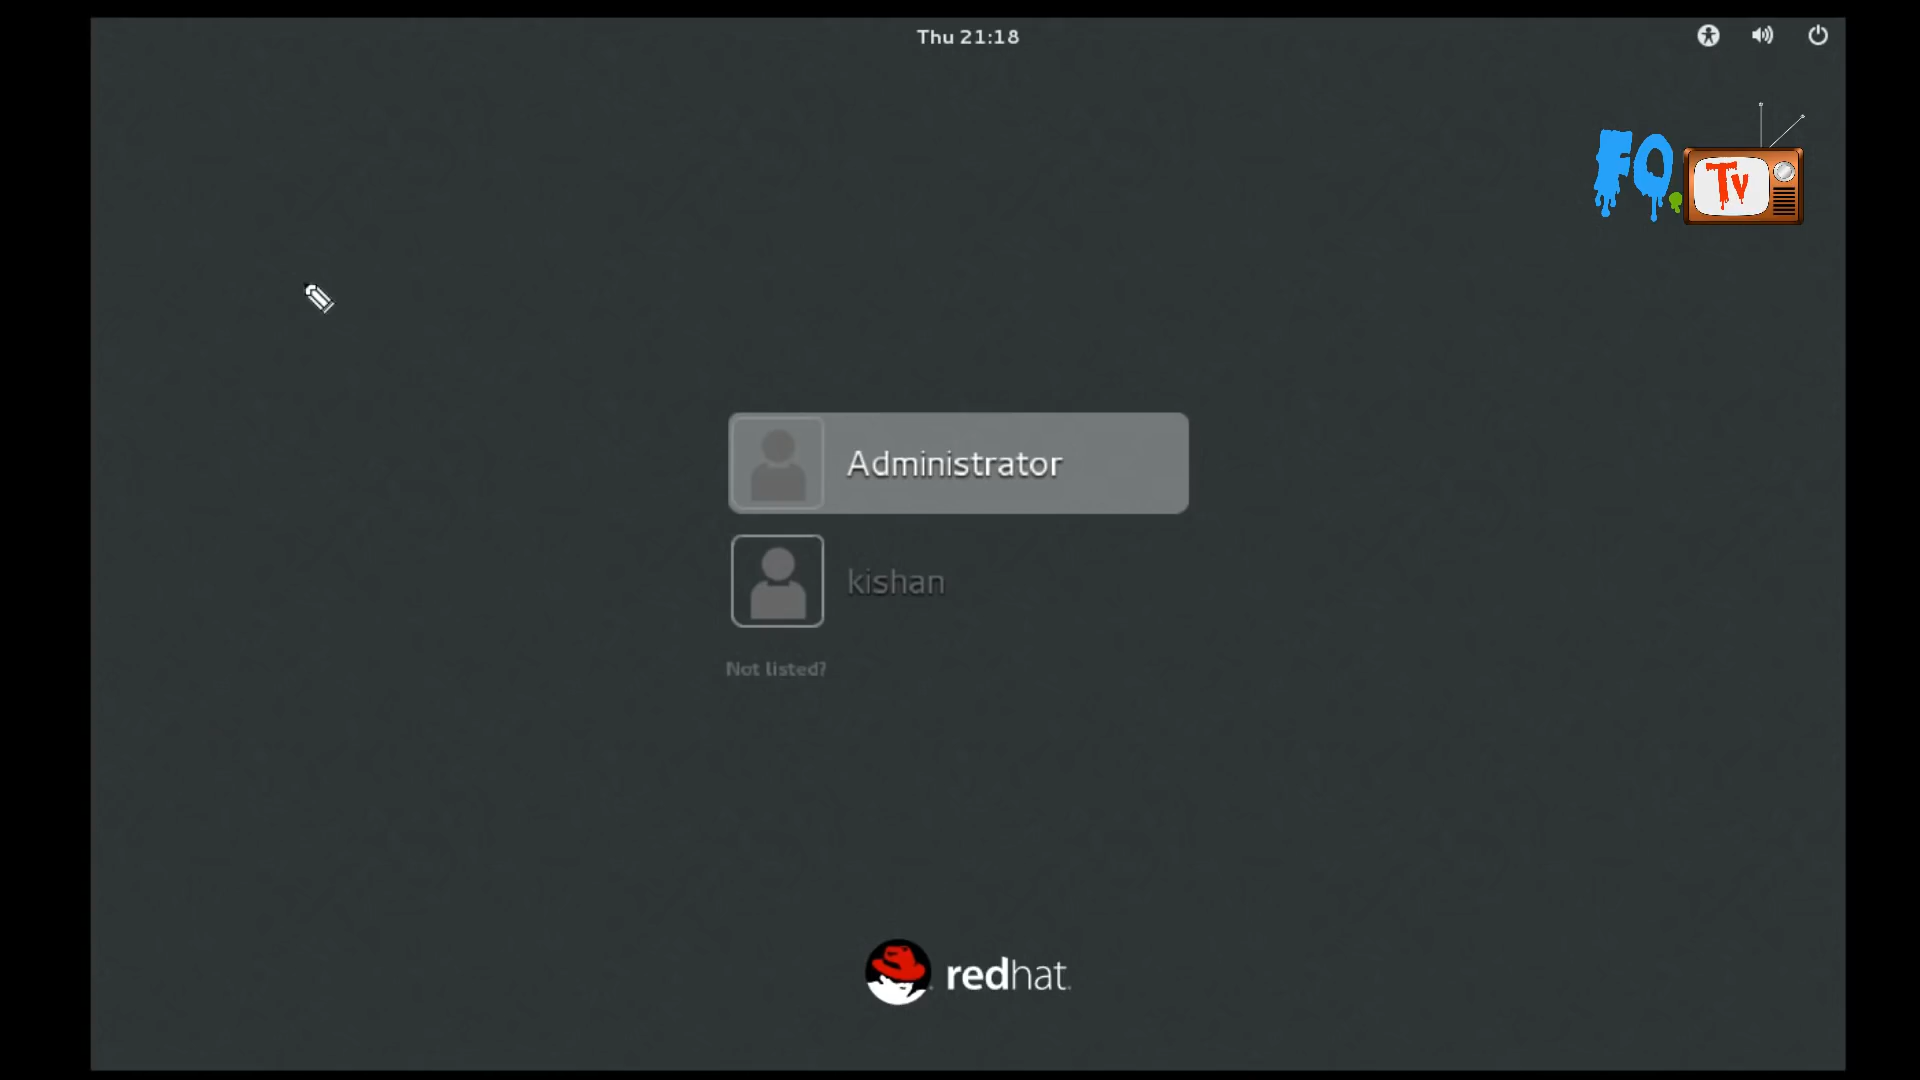 Thu 21:18
FQ.
Tv
Administrator
kishan
Not listed?
redhat.